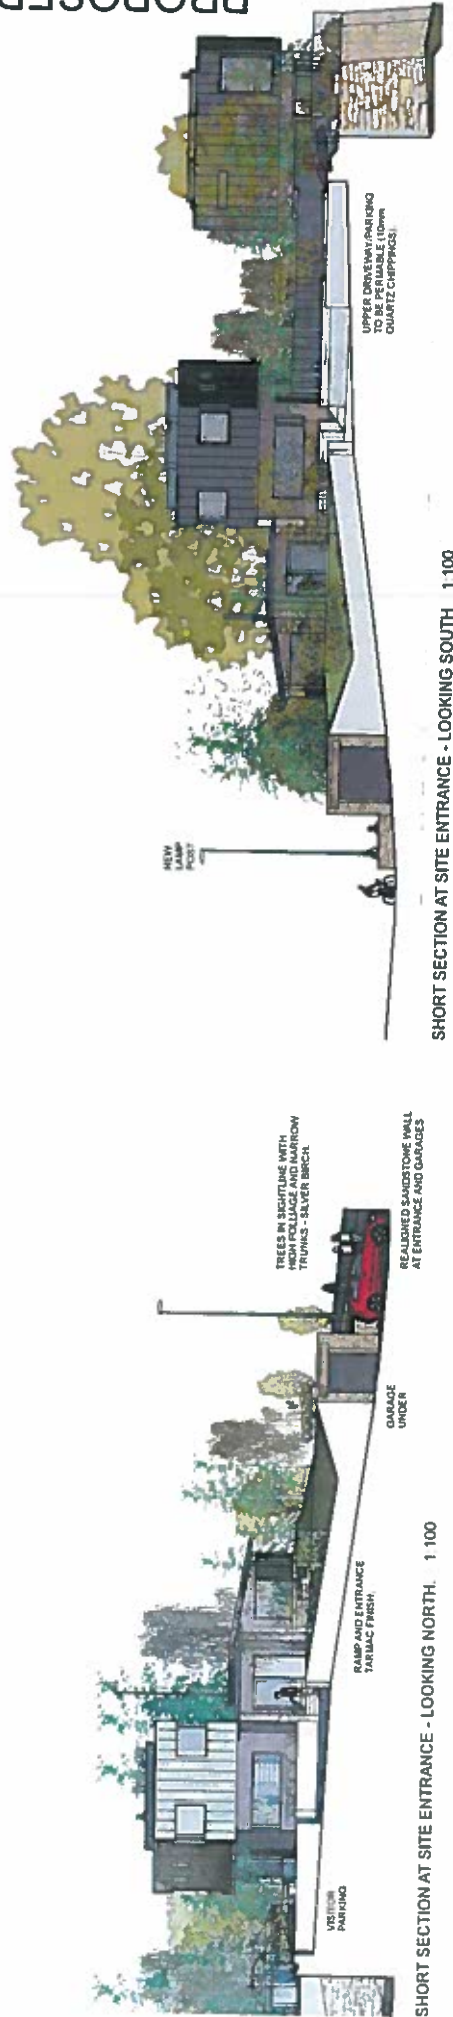 PROPOSED
NEW
LAMP
POST
UPPER DRIVEWAY/PARKING
TO BE PERMABLE (10mm
QUARTZ CHIPPINGS).
SHORT SECTION AT SITE ENTRANCE - LOOKING SOUTH 1:100
TREES IN SIGHTLINE WITH
HIGH FOLLIAGE AND NARROW
TRUNKS - SILVER BIRCH.
REALIGNED SANDSTONE WALL
AT ENTRANCE AND GARAGES
GARAGE
UNDER
RAMP AND ENTRANCE
TARMAC FINISH.
VISITOR
PARKING
SHORT SECTION AT SITE ENTRANCE - LOOKING NORTH. 1:100